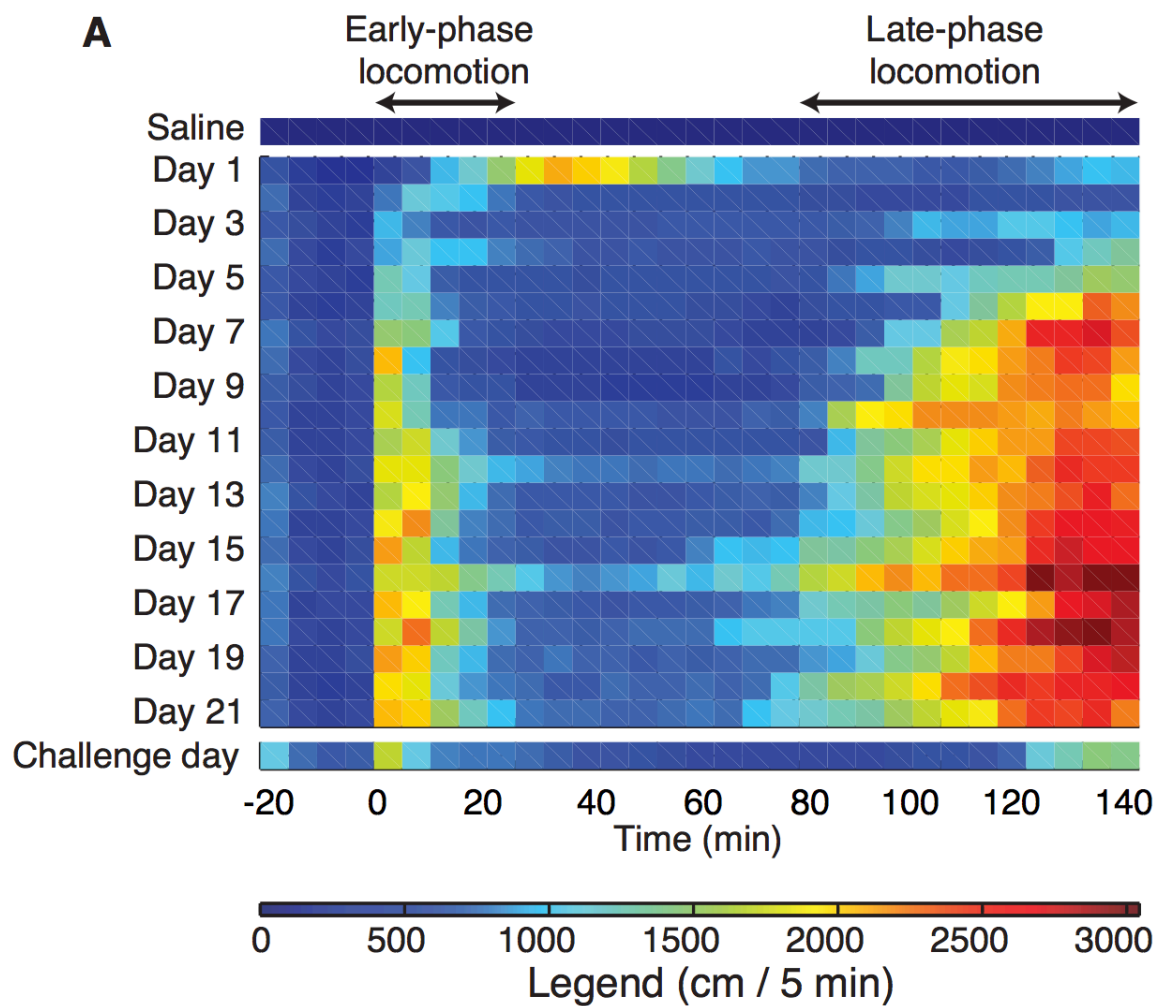 A
Early-phase
locomotion
Late-phase
locomotion
Saline
Day 1
Day 3
Day 5
Day 7
Day 9
Day 11
Day 13
Day 15
Day 17
Day 19
Day 21
Challenge day
-20 0 20 40 60 80 100 120 140
Time (min)
0 500 1000 1500 2000 2500 3000
Legend (cm / 5 min)